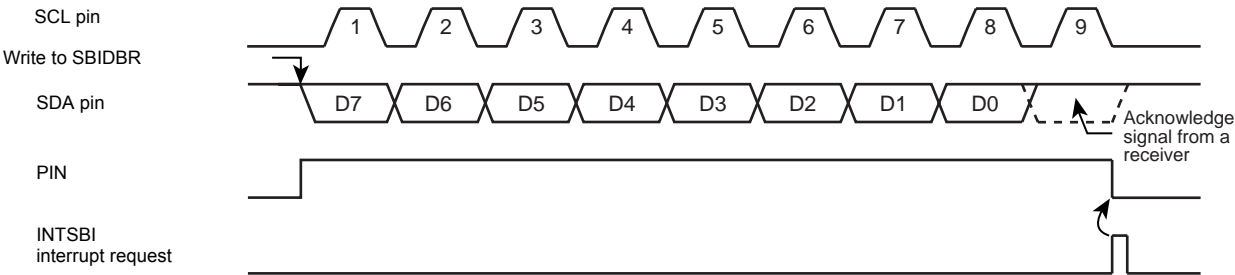 SCL pin
1 2 3 4 5 6 7 8 9
Write to SBIDBR
SDA pin
D7 D6 D5 D4 D3 D2 D1 D0
Acknowledge
signal from a
receiver
PIN
INTSBI
interrupt request